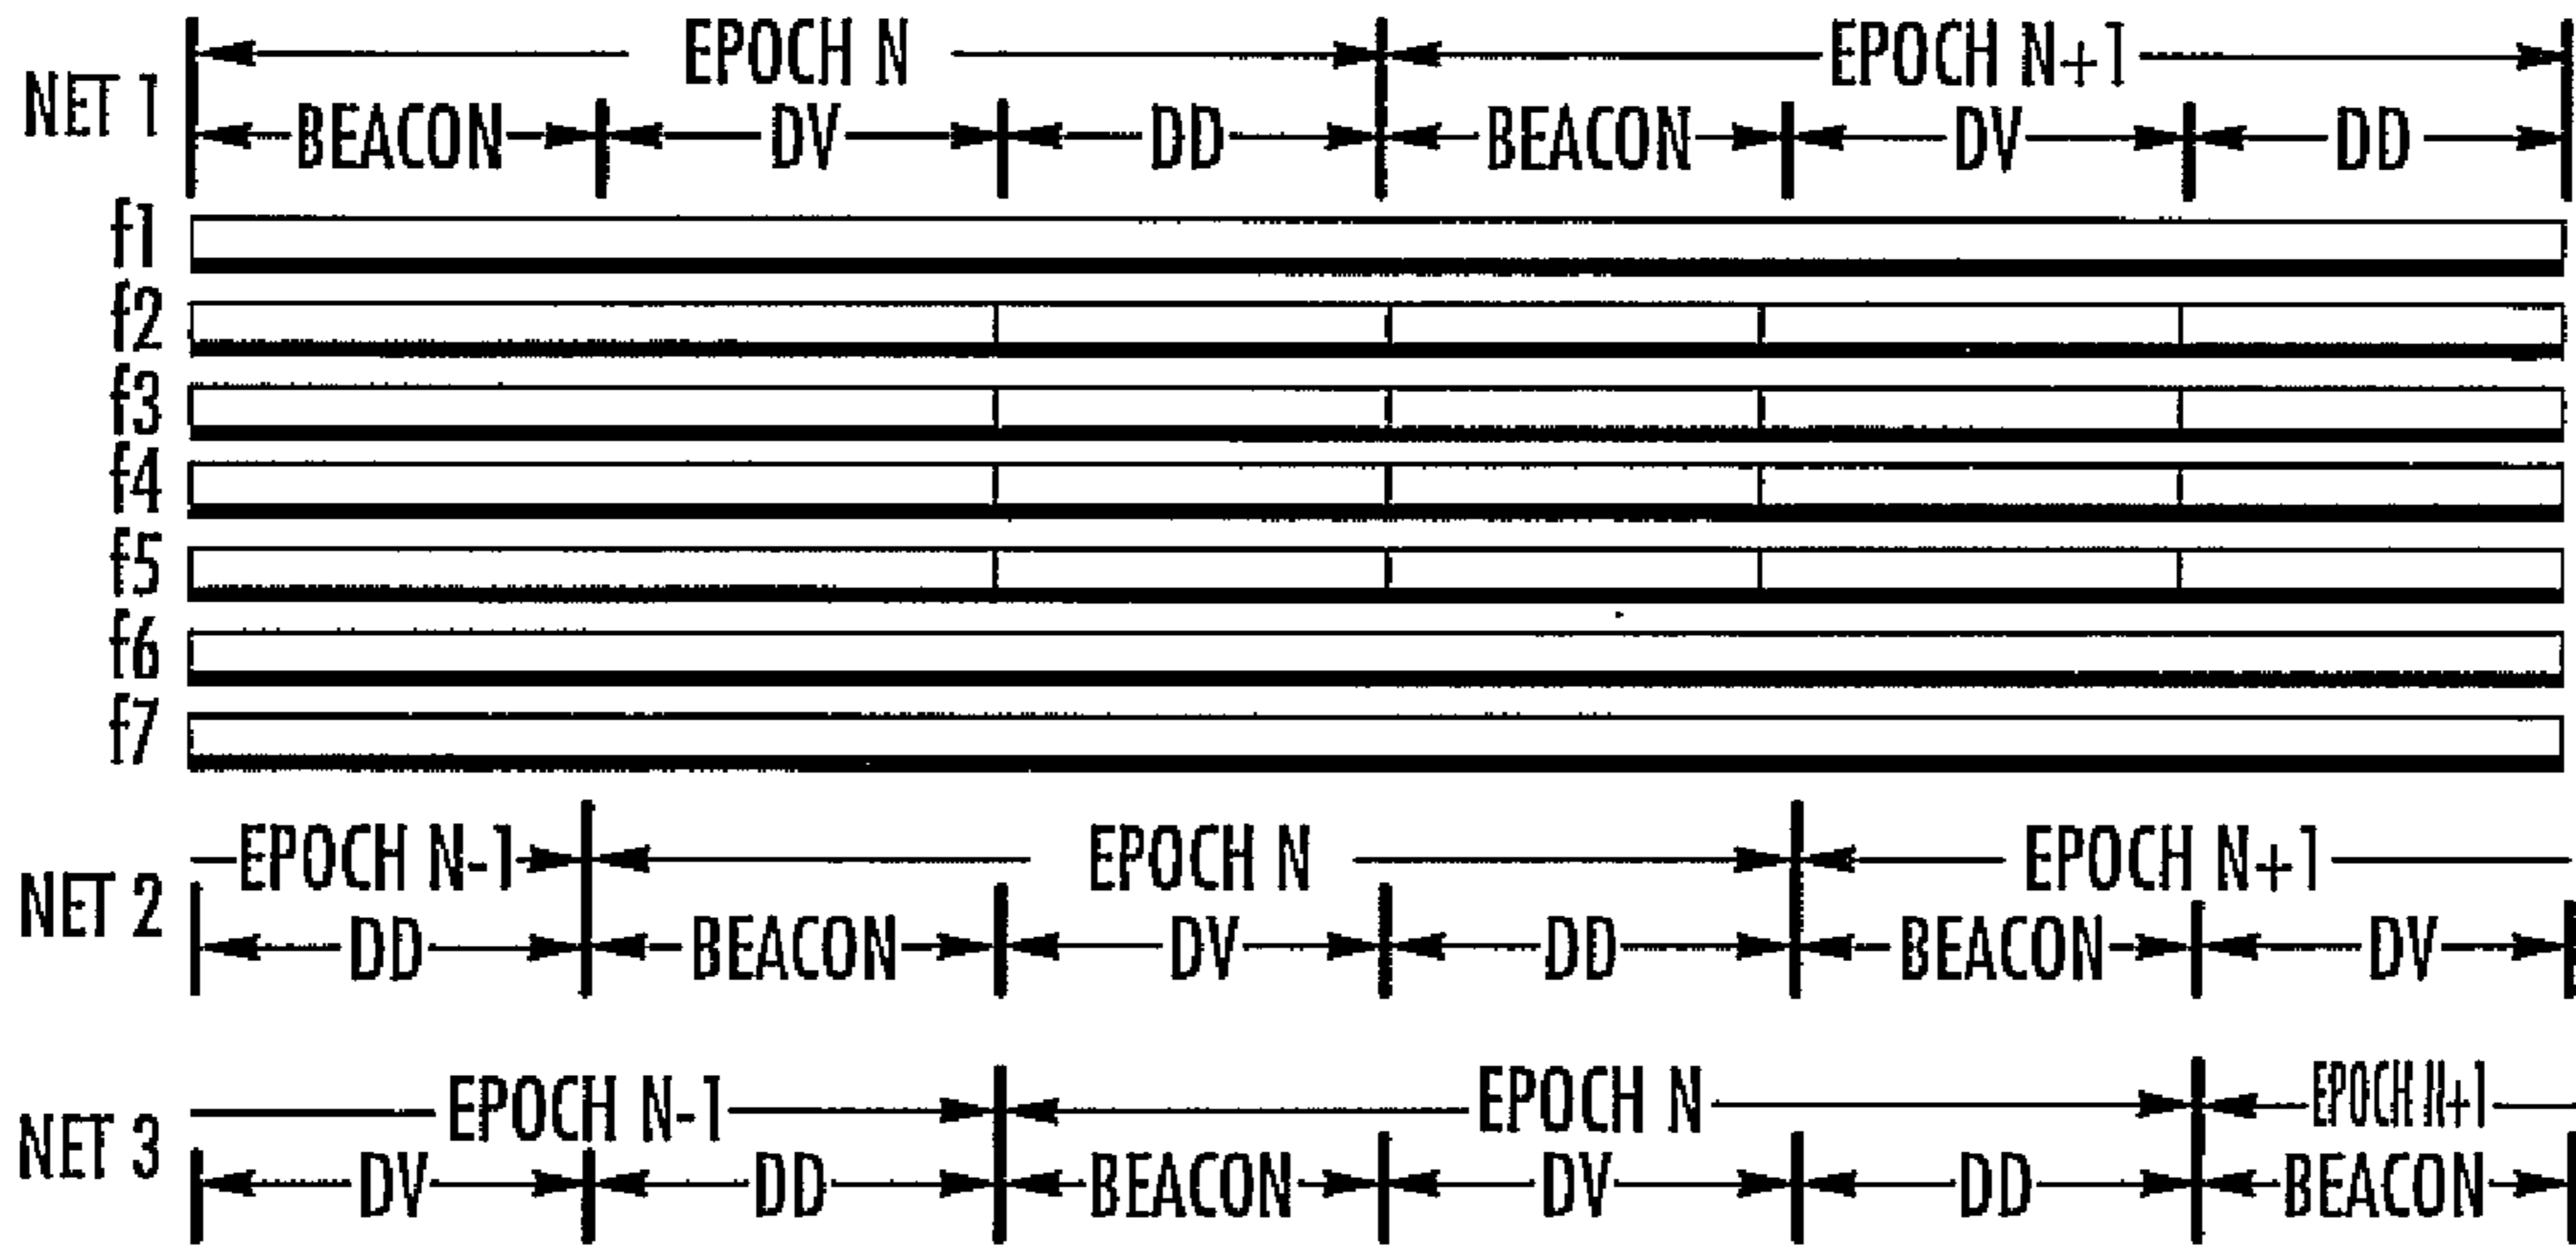 EPOCH N EPOCH N+1
NET 1 BEACON DV DD BEACON DV DD
f1
f2
f3
f4
f5
f6
f7
EPOCH N-1 EPOCH N EPOCH N+1
NET 2 DD BEACON DV DD BEACON DV
EPOCH N-1 EPOCH N EPOCH N+1
NET 3 DV DD BEACON DV DD BEACON